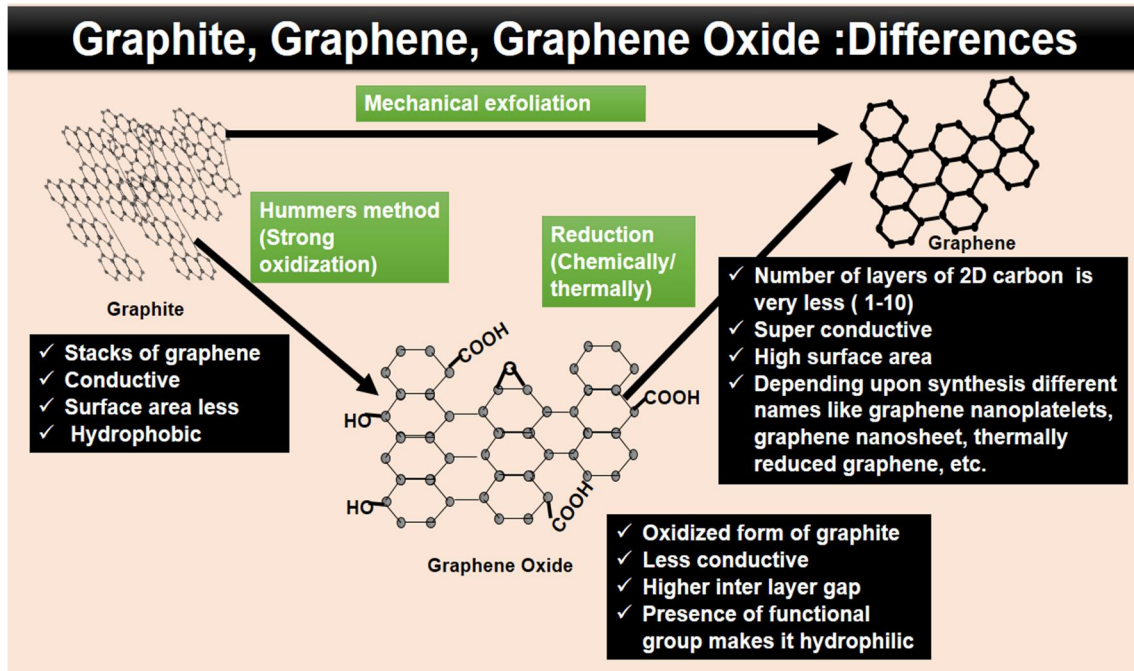 Graphite, Graphene, Graphene Oxide :Differences
Mechanical exfoliation
Hummers method
(Strong
oxidization)
Reduction
(Chemically/
thermally)
Graphite
Graphene
✓ Stacks of graphene
✓ Conductive
✓ Surface area less
✓ Hydrophobic
✓ Number of layers of 2D carbon is
very less ( 1-10)
✓ Super conductive
✓ High surface area
✓ Depending upon synthesis different
names like graphene nanoplatelets,
graphene nanosheet, thermally
reduced graphene, etc.
COOH
O
HO
COOH
HO
COOH
Graphene Oxide
✓ Oxidized form of graphite
✓ Less conductive
✓ Higher inter layer gap
✓ Presence of functional
group makes it hydrophilic